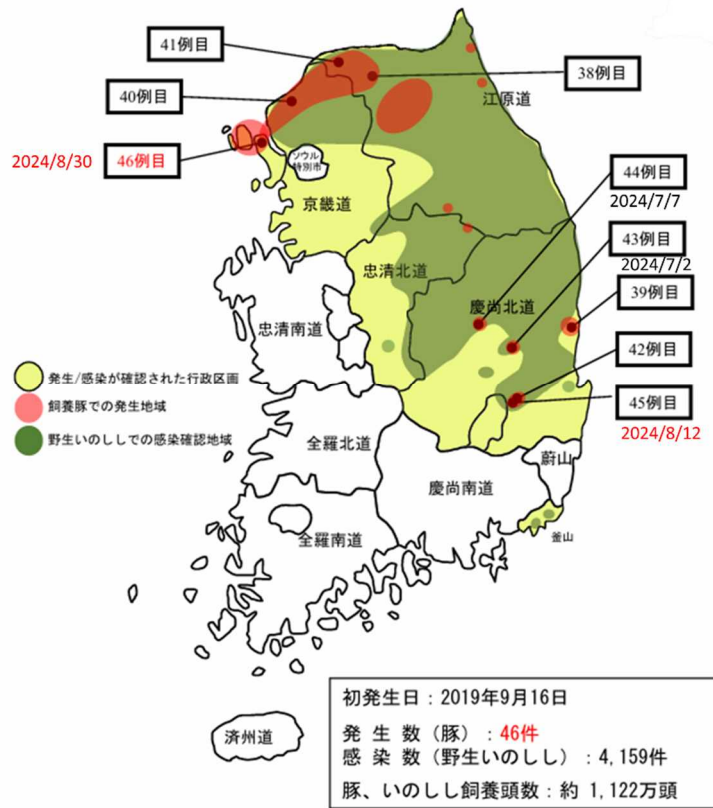 41例目
38例目
40例目
江原道
2024/8/30
46例目
ソウル
特別市
44例目
2024/7/7
京畿道
43例目
2024/7/2
忠清北道
39例目
慶尚北道
忠清南道
42例目
発生/感染が確認された行政区画
45例目
飼養豚での発生地域
2024/8/12
野生いのししでの感染確認地域
全羅北道
蔚山
慶尚南道
全羅南道
釜山
済州道
初発生日：2019年9月16日
発 生 数（豚）：46件
感 染 数（野生いのしし）：4,159件
豚、いのしし飼養頭数：約 1,122万頭